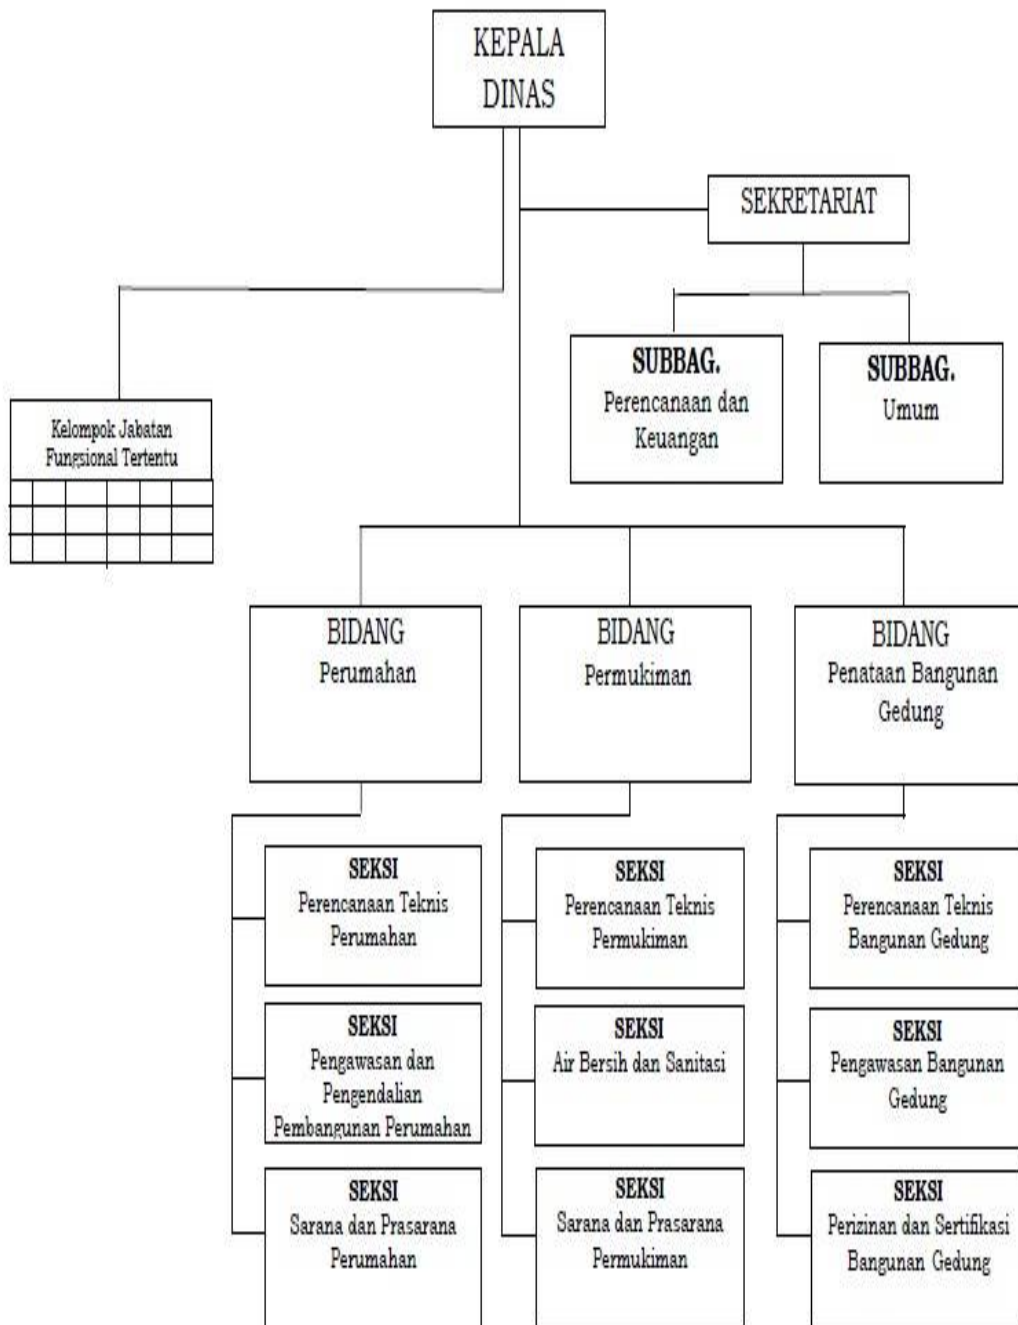 KEPALA
DINAS
SEKRETARIAT
SUBBAG.
Perencanaan dan
Keuangan
SUBBAG.
Umum
Kelompok Jabatan
Fungsional Tertentu
BIDANG
Perumahan
BIDANG
Permukiman
BIDANG
Penataan Bangunan
Gedung
SEKSI
Perencanaan Teknis
Perumahan
SEKSI
Pengawasan dan
Pengendalian
Pembangunan Perumahan
SEKSI
Sarana dan Prasarana
Perumahan
SEKSI
Perencanaan Teknis
Permukiman
SEKSI
Air Bersih dan Sanitasi
SEKSI
Sarana dan Prasarana
Permukiman
SEKSI
Perencanaan Teknis
Bangunan Gedung
SEKSI
Pengawasan Bangunan
Gedung
SEKSI
Perizinan dan Sertifikasi
Bangunan Gedung